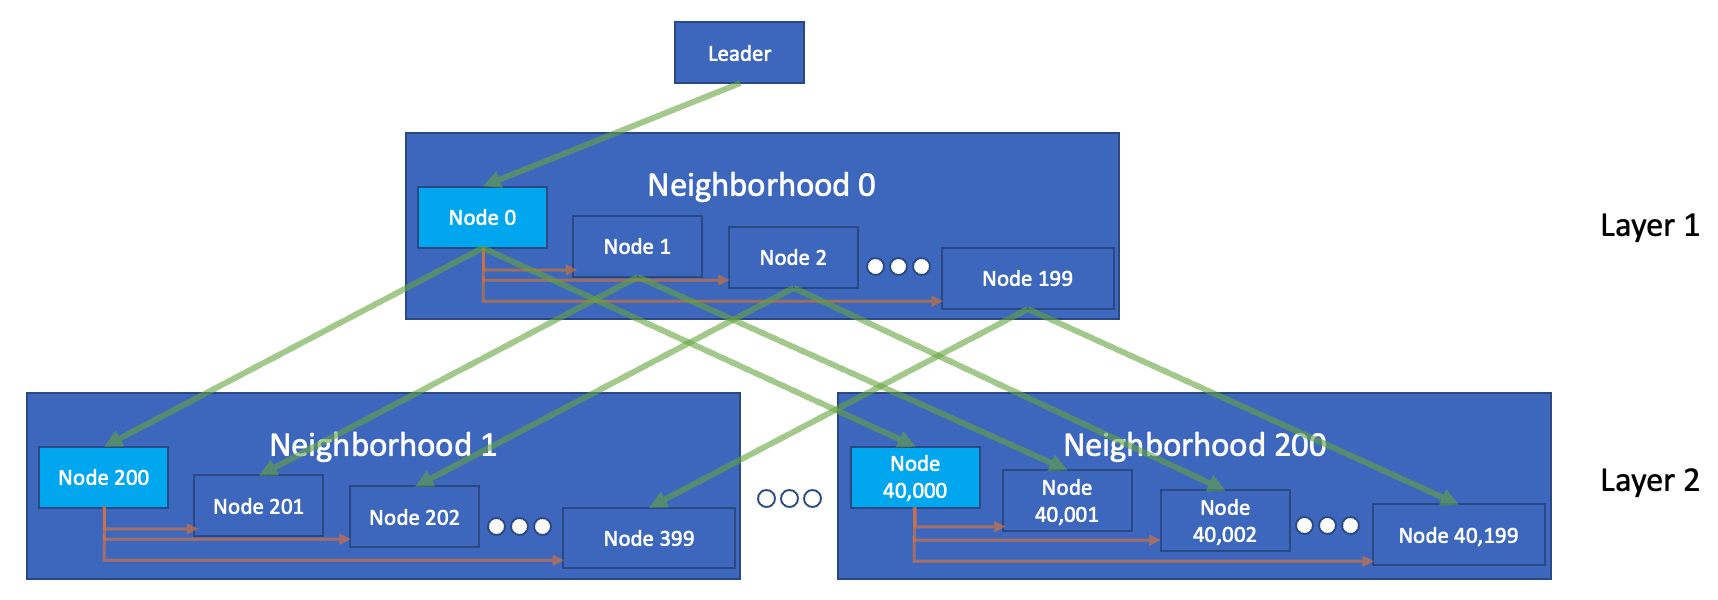 Leader
Neighborhood 0
Node 0
Node 1
Node 2
Node 199
Layer 1
Neighborhood 1
Node 200
Node 201
Node 202
Node 399
Neighborhood 200
Node
40,000
Node
40,001
Node
40,002
Node 40,199
Layer 2